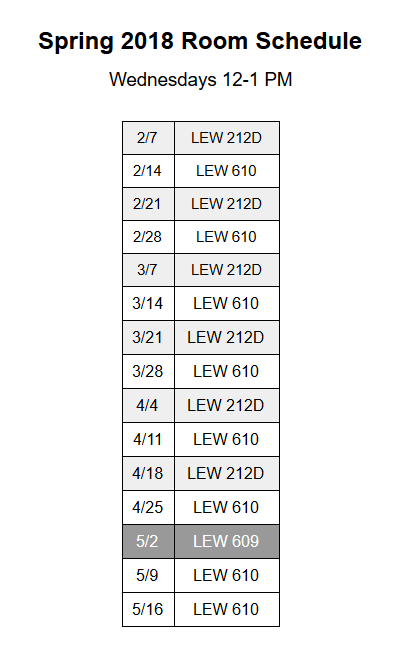 Spring 2018 Room Schedule
Wednesdays 12-1 PM
2/7 LEW 212D
2/14 LEW 610
2/21 LEW 212D
2/28 LEW 610
3/7 LEW 212D
3/14 LEW 610
3/21 LEW 212D
3/28 LEW 610
4/4 LEW 212D
4/11 LEW 610
4/18 LEW 212D
4/25 LEW 610
5/2 LEW 609
5/9 LEW 610
5/16 LEW 610